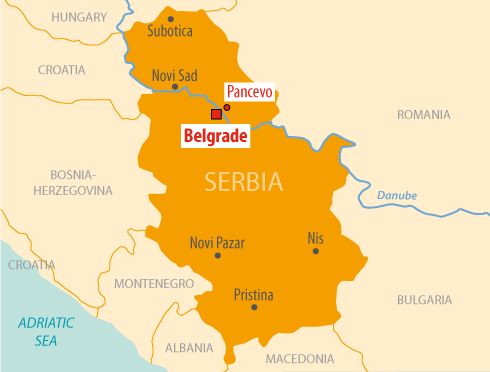 HUNGARY
Subotica
CROATIA
Novi Sad
Pancevo
ROMANIA
Belgrade
BOSNIA-
HERZEGOVINA
SERBIA
Danube
Novi Pazar
Nis
CROATIA
MONTENEGRO
Pristina
BULGARIA
ADRIATIC
SEA
ALBANIA
MACEDONIA